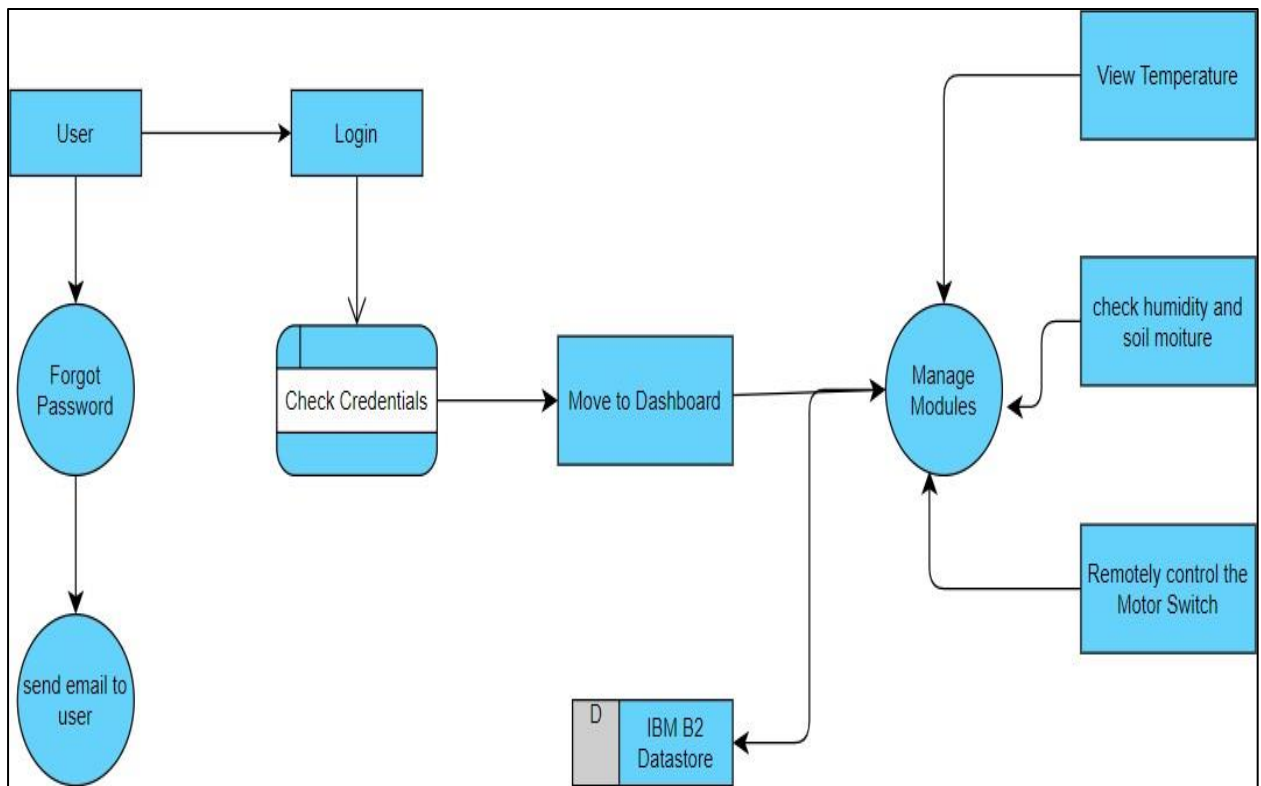 User
Login
View Temperature
Forgot
Password
Check Credentials
Move to Dashboard
Manage
Modules
check humidity and
soil moiture
Remotely control the
Motor Switch
send email to
user
D
IBM B2
Datastore